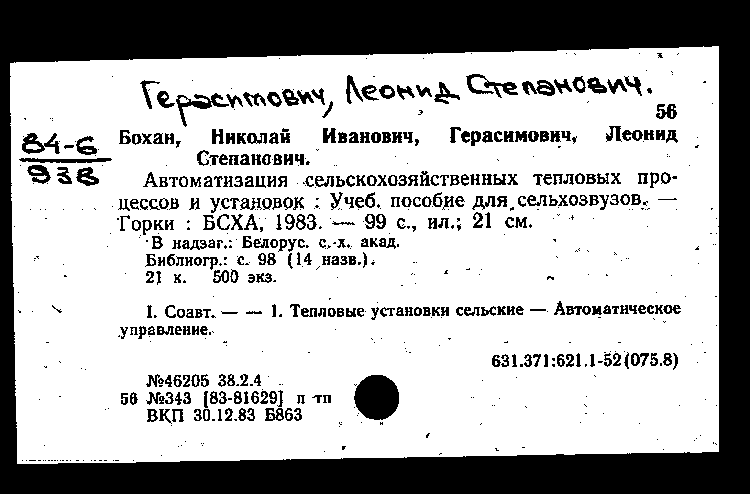 Герасимович, Леонид Степанович.
56
84-6
938
Бохан, Николай Иванович, Герасимович, Леонид
Степанович.
Автоматизация сельскохозяйственных тепловых про-
цессов и установок : Учеб. пособие для сельхозвузов. —
Горки : БСХА, 1983. — 99 с., ил.; 21 см.
В надзаг.: Белорус. с.-х. акад.
Библиогр.: с. 98 (14 назв.).
21 к. 500 экз.
I. Соавт. — — 1. Тепловые установки сельские — Автоматическое
управление.
631.371:621.1-52(075.8)
№46205 38.2.4
56 №343 [83-81629] п тп
ВКП 30.12.83 Б863